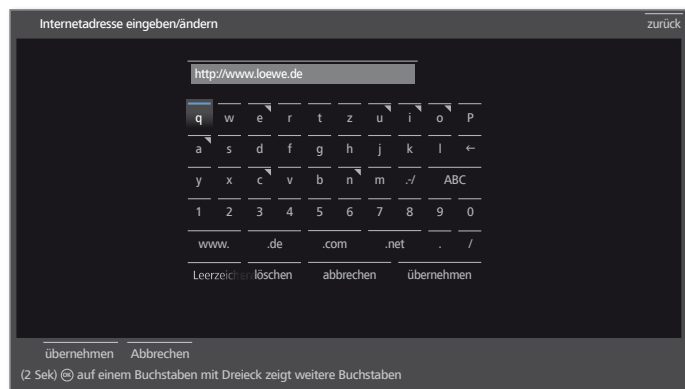 Internetadresse eingeben/ändern zurück
http://www.loewe.de
q w e r t z u i o P
a s d f g h j k l ←
y x c v b n m .-/ ABC
1 2 3 4 5 6 7 8 9 0
www. .de .com .net . /
Leerzeichen löschen abbrechen übernehmen
übernehmen Abbrechen
(2 Sek) OK auf einem Buchstaben mit Dreieck zeigt weitere Buchstaben